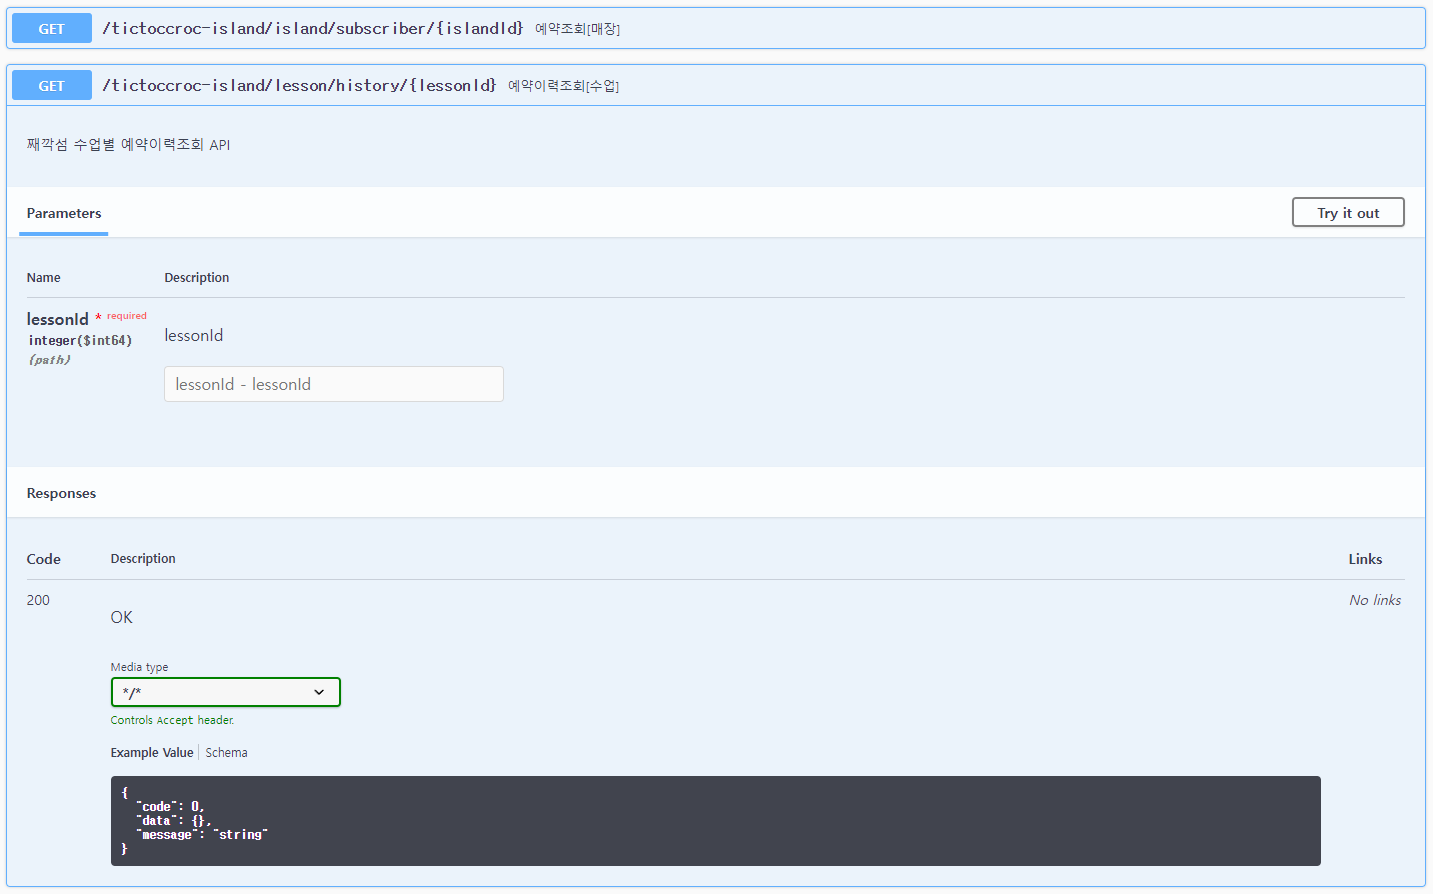 GET /tictoccroc-island/island/subscriber/{islandId} 예약조회[매장]
GET /tictoccroc-island/lesson/history/{lessonId} 예약이력조회[수업]
째깍섬 수업별 예약이력조회 API
Parameters
Try it out
Name Description
lessonId * required
integer($int64)
(path)
lessonId
lessonId - lessonId
Responses
Code Description Links
200 No links
OK
Media type
*/*
Controls Accept header.
Example Value Schema
{
"code": 0,
"data": {},
"message": "string"
}